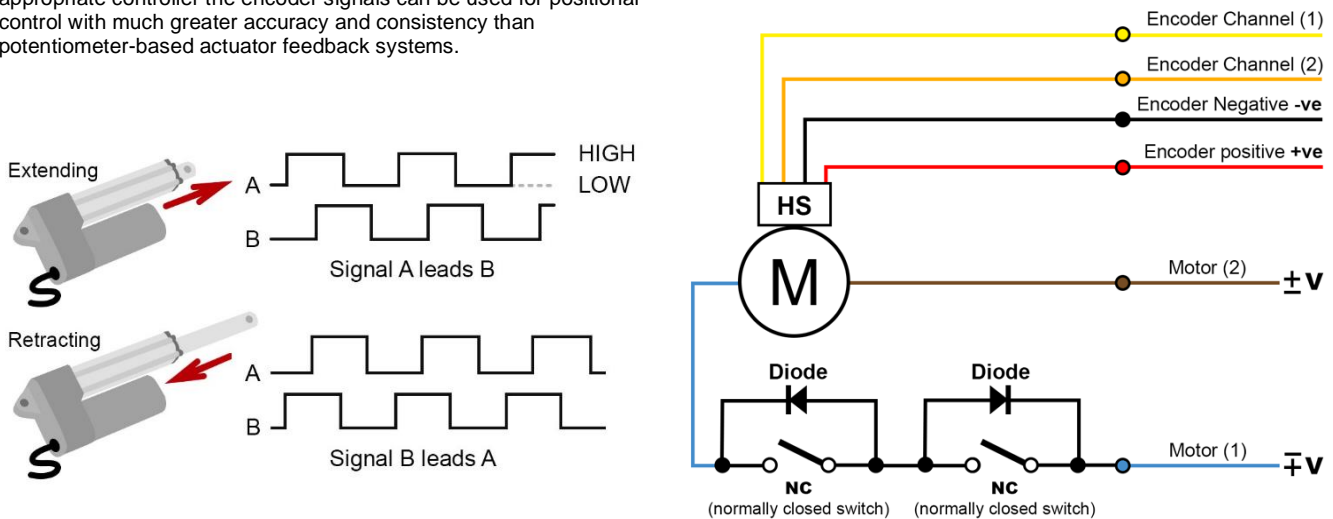 appropriate controller the encoder signals can be used for positional
control with much greater accuracy and consistency than
potentiometer-based actuator feedback systems.
Extending
A
HIGH
LOW
B
Signal A leads B
Retracting
A
B
Signal B leads A
Encoder Channel (1)
Encoder Channel (2)
Encoder Negative -ve
Encoder positive +ve
HS
M
Motor (2)
±v
Diode
Diode
Motor (1)
∓v
NC
(normally closed switch)
NC
(normally closed switch)